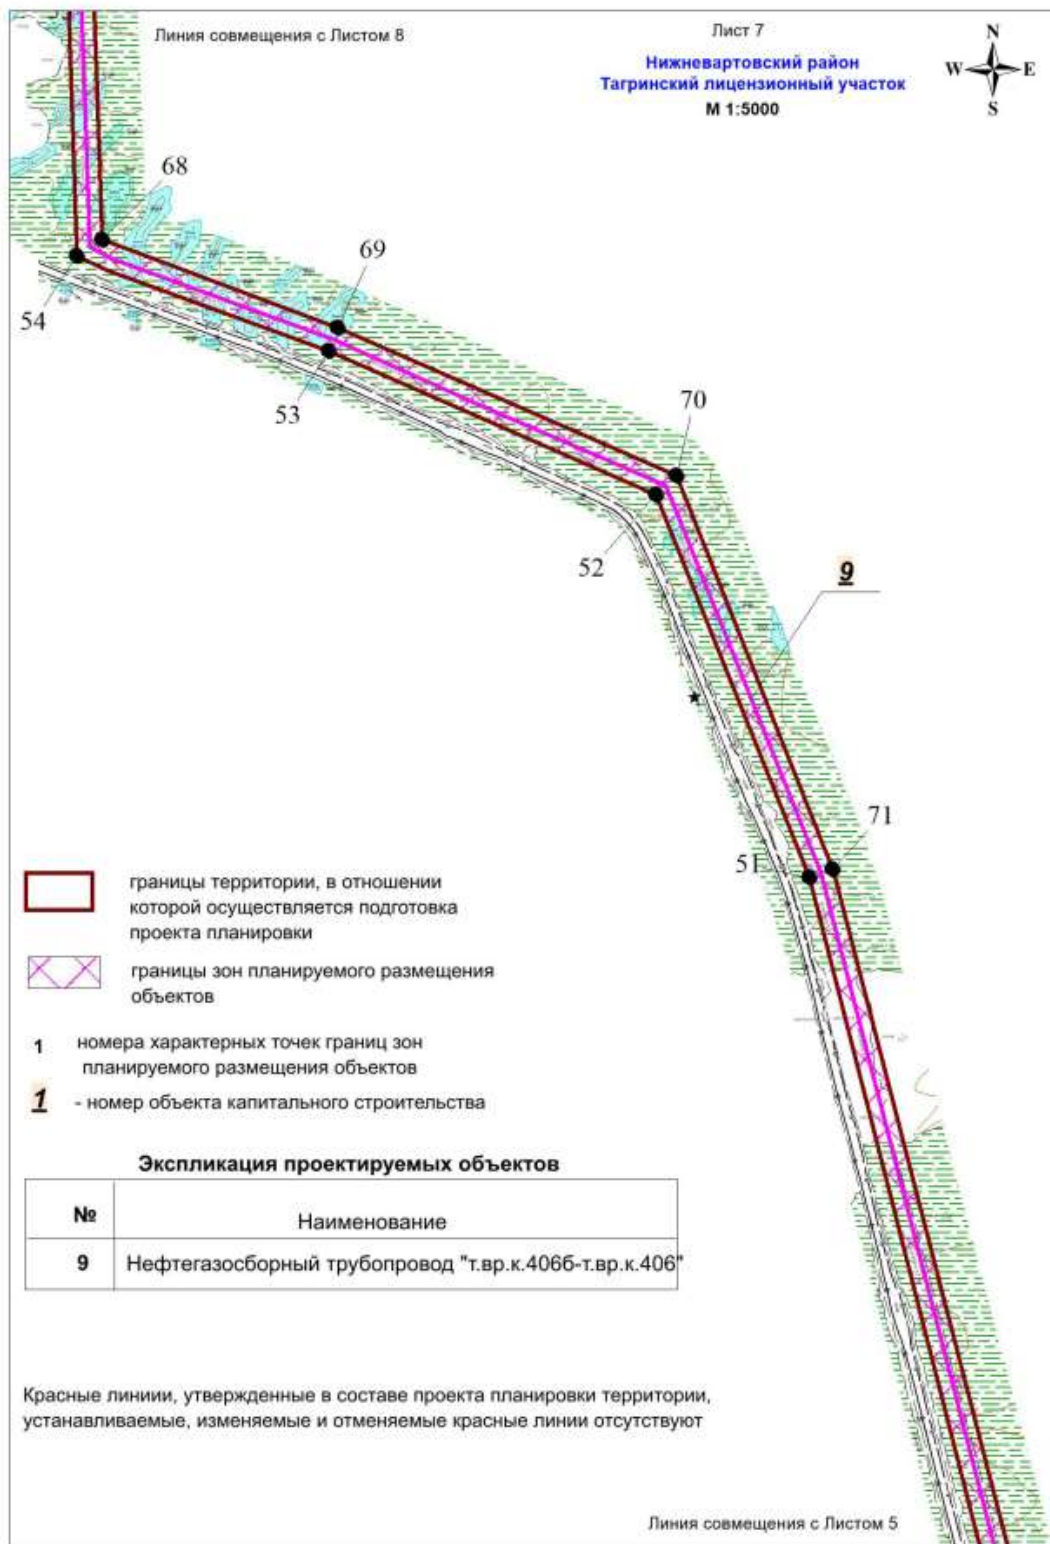 Линия совмещения с Листом 8
Лист 7
Нижневартовский район
Тагринский лицензионный участок
М 1:5000
N
W E
S
68
69
54
53
70
52
9
71
51
границы территории, в отношении
которой осуществляется подготовка
проекта планировки
границы зон планируемого размещения
объектов
1 номера характерных точек границ зон
планируемого размещения объектов
1 - номер объекта капитального строительства
Экспликация проектируемых объектов
№ Наименование
9 Нефтегазосборный трубопровод "т.вр.к.406б-т.вр.к.406"
Красные линиии, утвержденные в составе проекта планировки территории,
устанавливаемые, изменяемые и отменяемые красные линии отсутствуют
Линия совмещения с Листом 5